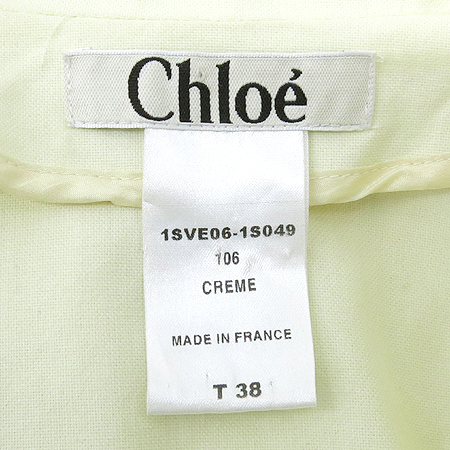 Chloé
1SVE06-1S049
106
CREME
MADE IN FRANCE
T 38